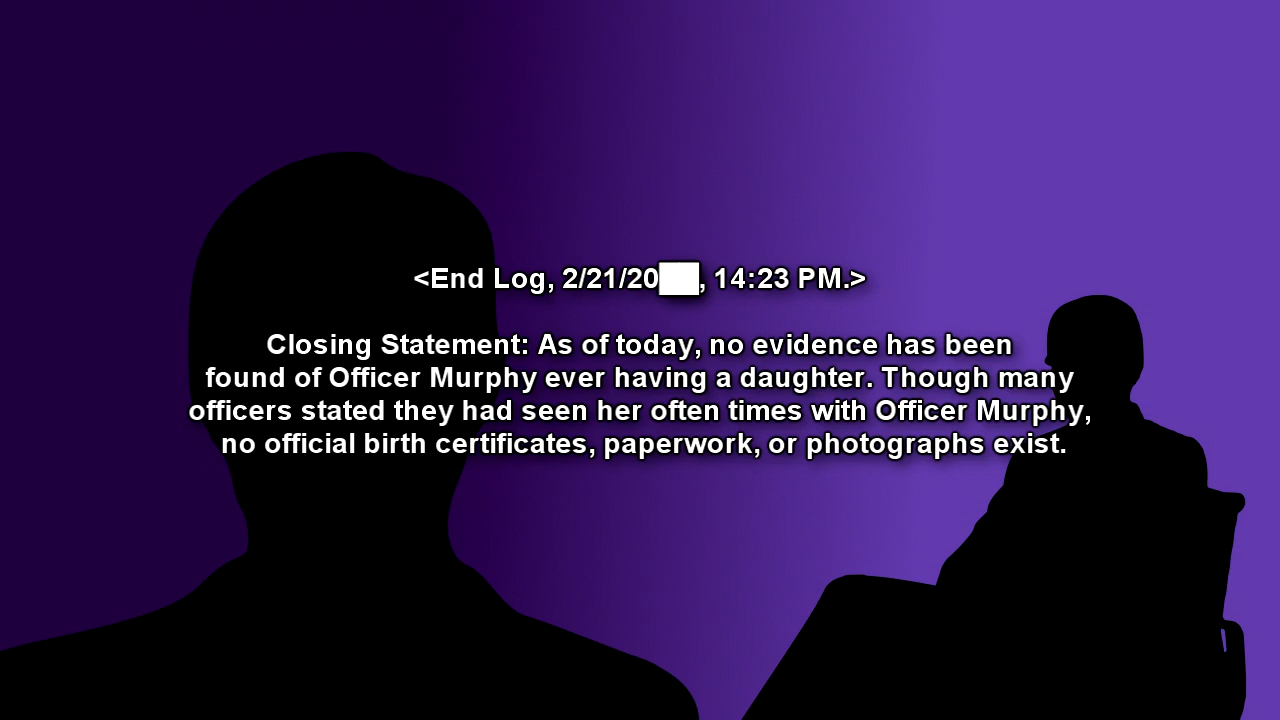 <End Log, 2/21/20██, 14:23 PM.>
Closing Statement: As of today, no evidence has been
found of Officer Murphy ever having a daughter. Though many
officers stated they had seen her often times with Officer Murphy,
no official birth certificates, paperwork, or photographs exist.